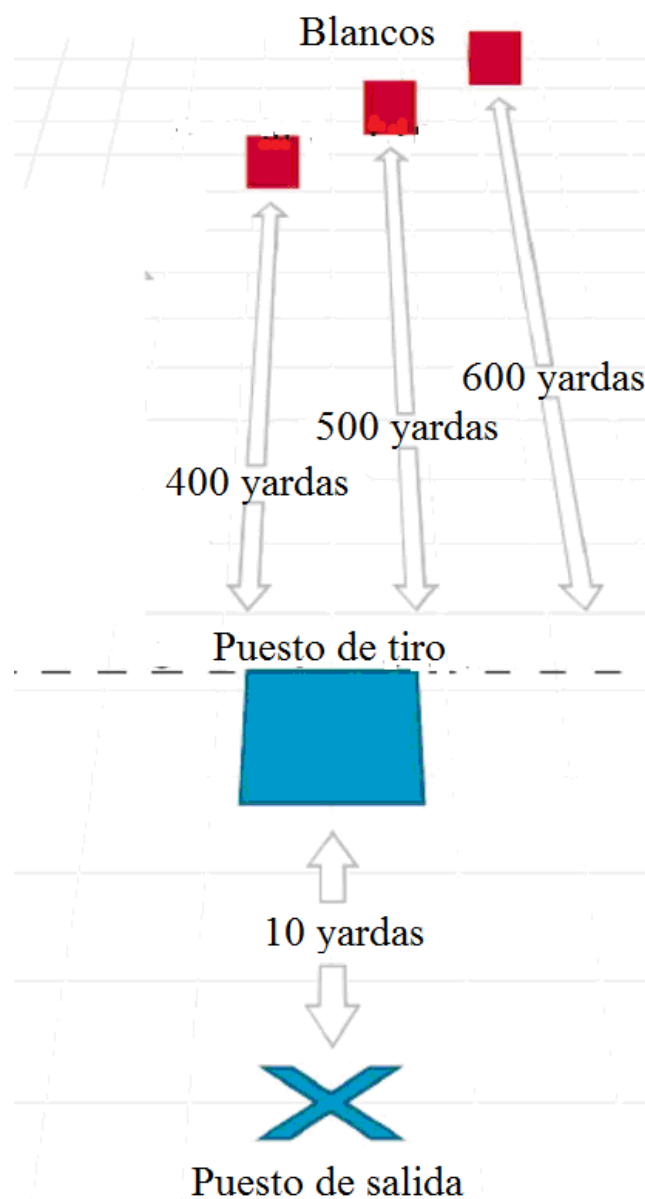 Blancos
600 yardas
500 yardas
400 yardas
Puesto de tiro
10 yardas
Puesto de salida